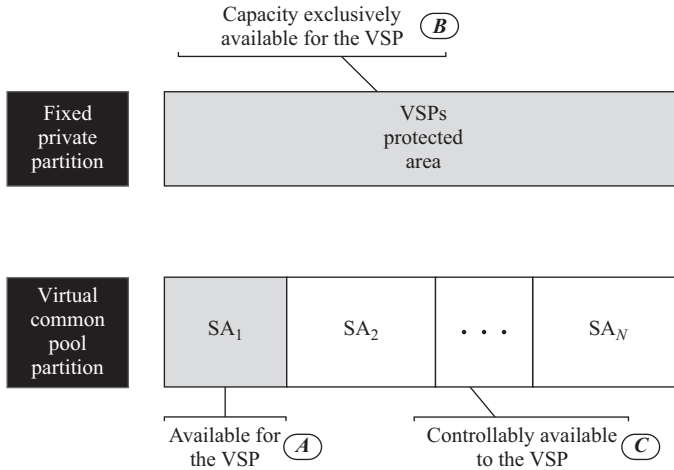 Capacity exclusively
available for the VSP B
Fixed
private
partition
VSPs
protected
area
Virtual
common
pool
partition
SA₁
SA₂
. . .
SA_N
Available for
the VSP A
Controllably available
to the VSP C